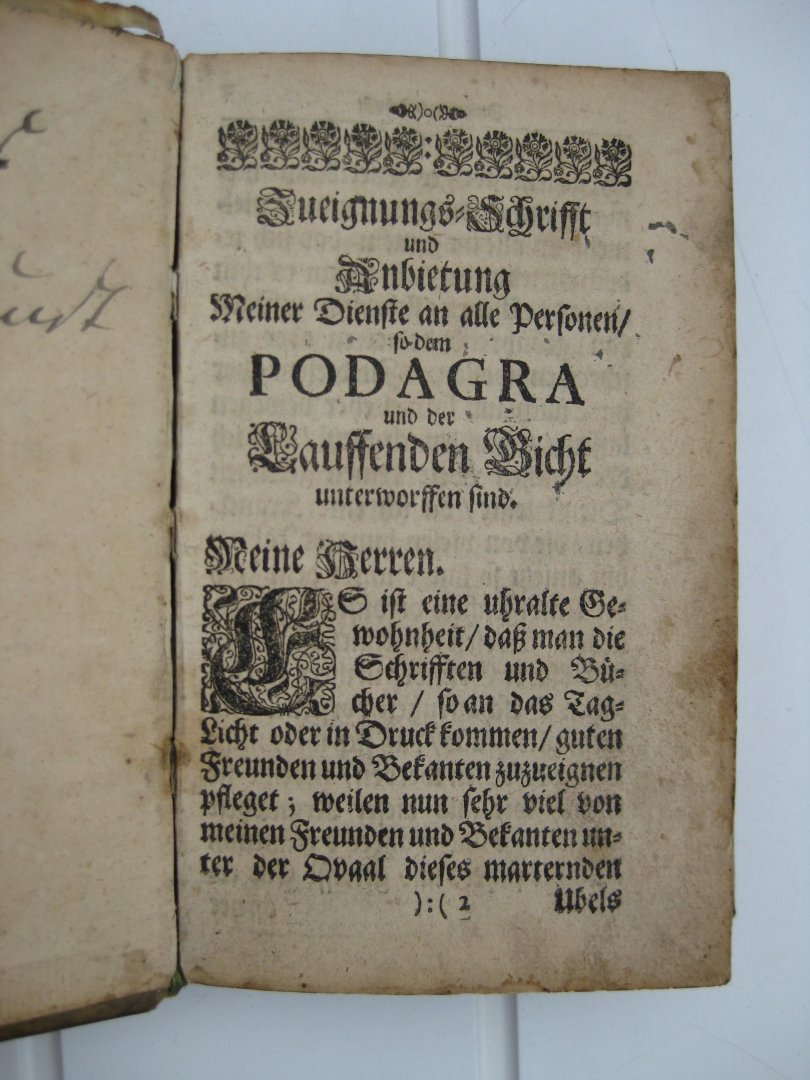 Zueignungs-Schrifft
und
Anbietung
Meiner Dienste an alle Personen/
so dem
PODAGRA
und der
Lauffenden Gicht
unterworffen sind.
Meine Herren.
ES ist eine uhralte Ge-
wohnheit/ daß man die
Schrifften und Bü-
cher / so an das Tag-
Licht oder in Druck kommen/ guten
Freunden und Bekanten zuzueignen
pfleget; weilen nun sehr viel von
meinen Freunden und Bekanten un-
ter der Qvaal dieses marternden
):( 2 Ubels